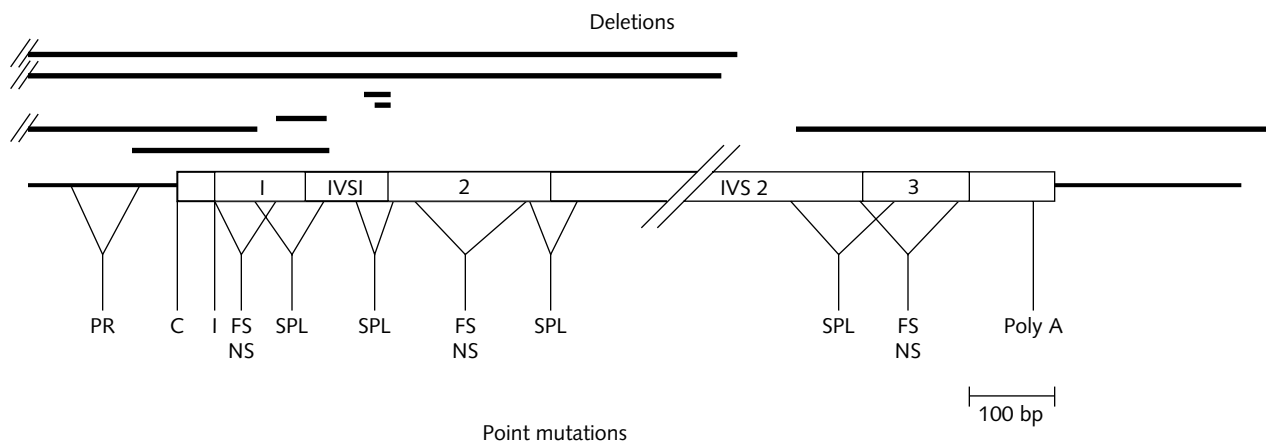 Deletions
I IVSI 2 IVS 2 3
PR C I FS SPL SPL FS SPL SPL FS Poly A
NS NS NS
100 bp
Point mutations